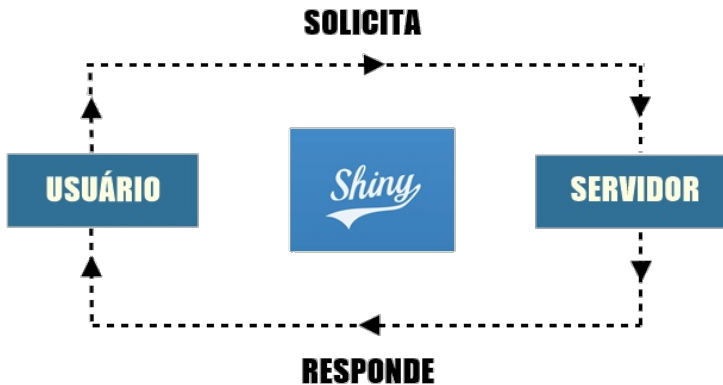 SOLICITA
USUÁRIO
Shiny
SERVIDOR
RESPONDE